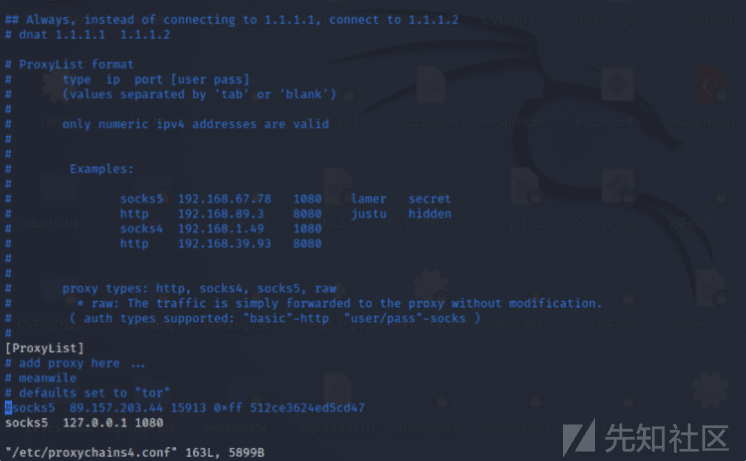 ## Always, instead of connecting to 1.1.1.1, connect to 1.1.1.2
# dnat 1.1.1.1  1.1.1.2

# ProxyList format
#       type  ip  port [user pass]
#       (values separated by 'tab' or 'blank')
#
#       only numeric ipv4 addresses are valid
#
#
#        Examples:
#
#               socks5  192.168.67.78   1080    lamer   secret
#               http    192.168.89.3    8080    justu   hidden
#               socks4  192.168.1.49    1080
#               http    192.168.39.93   8080
#
#
#       proxy types: http, socks4, socks5, raw
#         * raw: The traffic is simply forwarded to the proxy without modification.
#        ( auth types supported: "basic"-http  "user/pass"-socks )
#
[ProxyList]
# add proxy here ...
# meanwile
# defaults set to "tor"
#socks5  89.157.203.44 15913 0×ff 512ce3624ed5cd47
socks5  127.0.0.1 1080
"/etc/proxychains4.conf" 163L, 5899B
先知社区